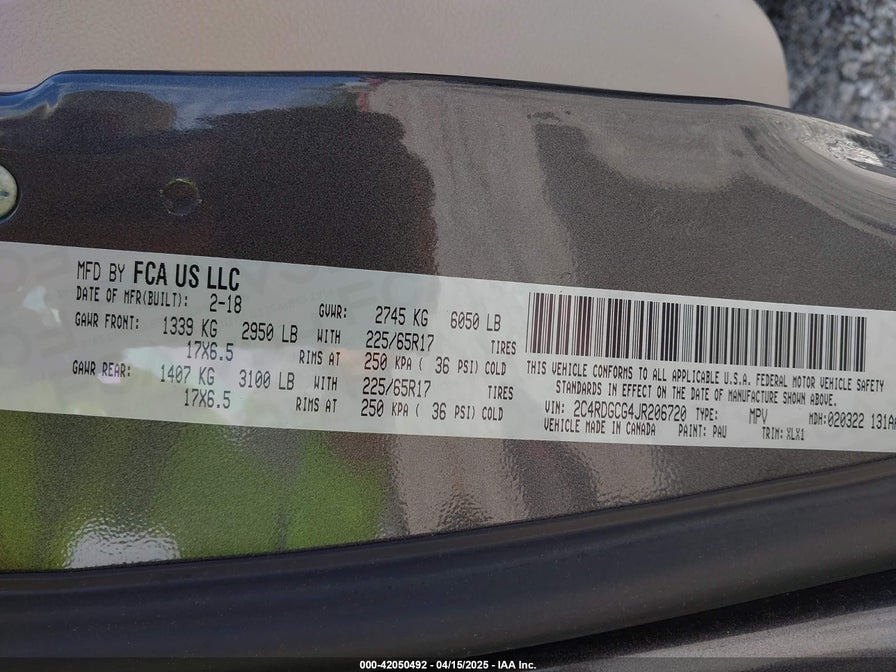 MFD BY FCA US LLC
DATE OF MFR(BUILT): 2-18 GVWR: 2745 KG 6050 LB
GAWR FRONT: 1339 KG 2950 LB WITH 225/65R17 TIRES
17X6.5 RIMS AT 250 KPA ( 36 PSI) COLD
GAWR REAR: 1407 KG 3100 LB WITH 225/65R17 TIRES
17X6.5 RIMS AT 250 KPA ( 36 PSI) COLD
THIS VEHICLE CONFORMS TO ALL APPLICABLE U.S.A. FEDERAL MOTOR VEHICLE SAFETY
STANDARDS IN EFFECT ON THE DATE OF MANUFACTURE SHOWN ABOVE.
VIN: 2C4RDGCG4JR206720 TYPE: MPV MDH:020322 131AM
VEHICLE MADE IN CANADA PAINT: PAU TRIM: XLX1
000-42050492 - 04/15/2025 - IAA Inc.